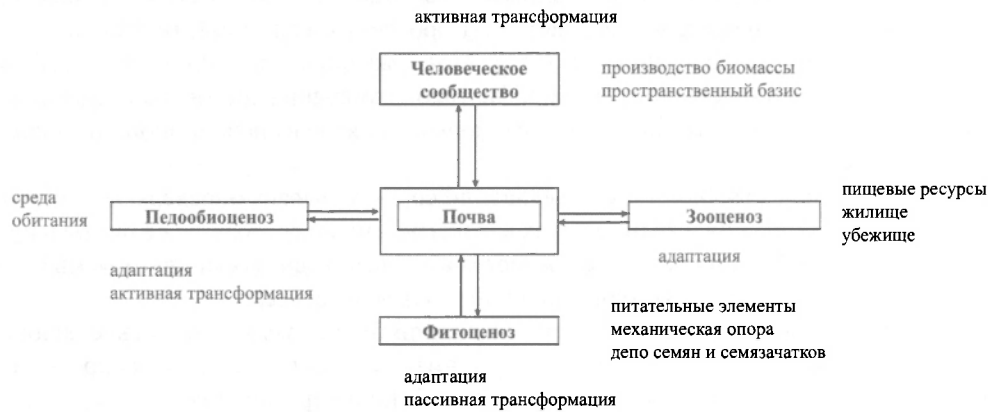 активная трансформация
Человеческое
сообщество
производство биомассы
пространственный базис
среда
обитания
Педообиоценоз
Почва
Зооценоз
пищевые ресурсы
жилище
убежище
адаптация
активная трансформация
адаптация
Фитоценоз
питательные элементы
механическая опора
депо семян и семязачатков
адаптация
пассивная трансформация